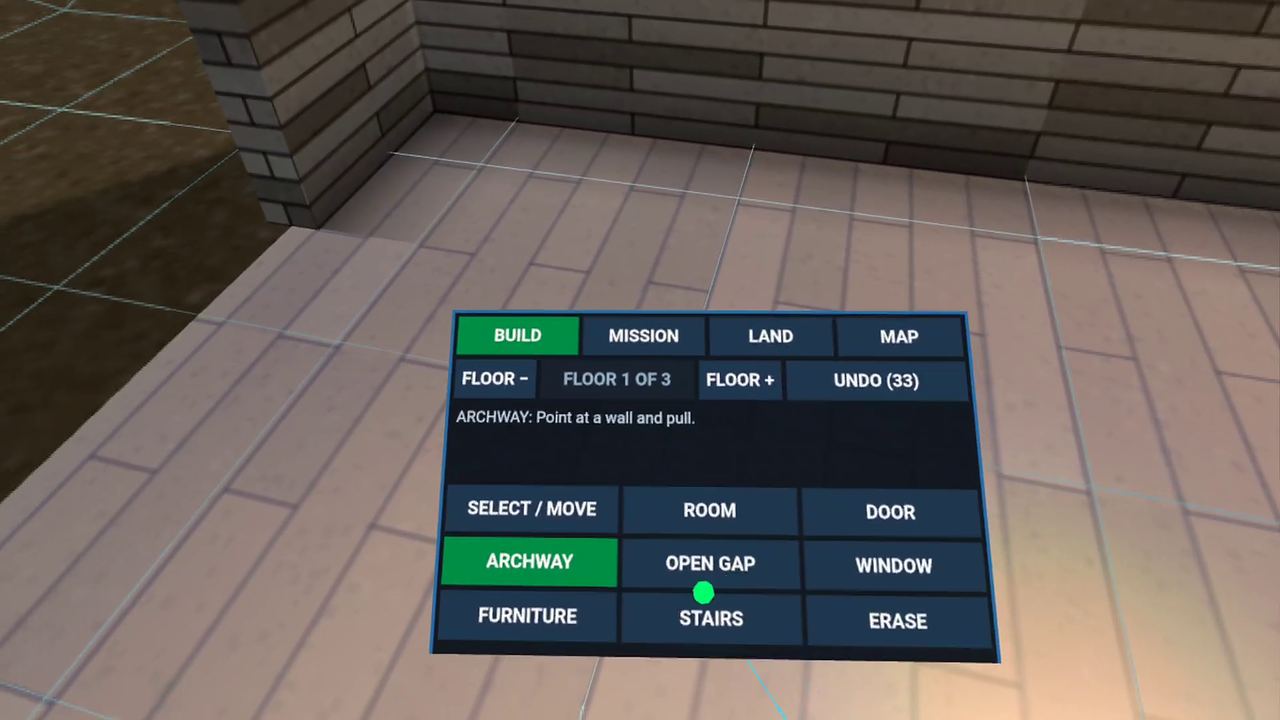 BUILD MISSION LAND MAP
FLOOR − FLOOR 1 OF 3 FLOOR + UNDO (33)
ARCHWAY: Point at a wall and pull.
SELECT / MOVE ROOM DOOR
ARCHWAY OPEN GAP WINDOW
FURNITURE STAIRS ERASE